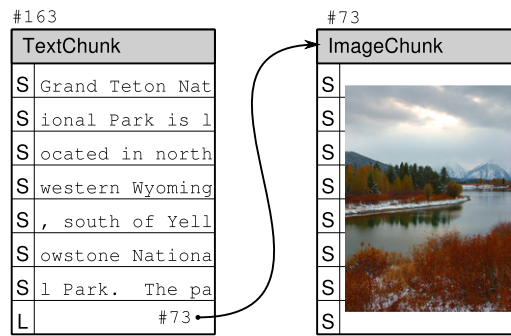 #163
TextChunk
S Grand Teton Nat
S ional Park is l
S ocated in north
S western Wyoming
S , south of Yell
S owstone Nationa
S l Park.  The pa
L #73
#73
ImageChunk
S
S
S
S
S
S
S
S